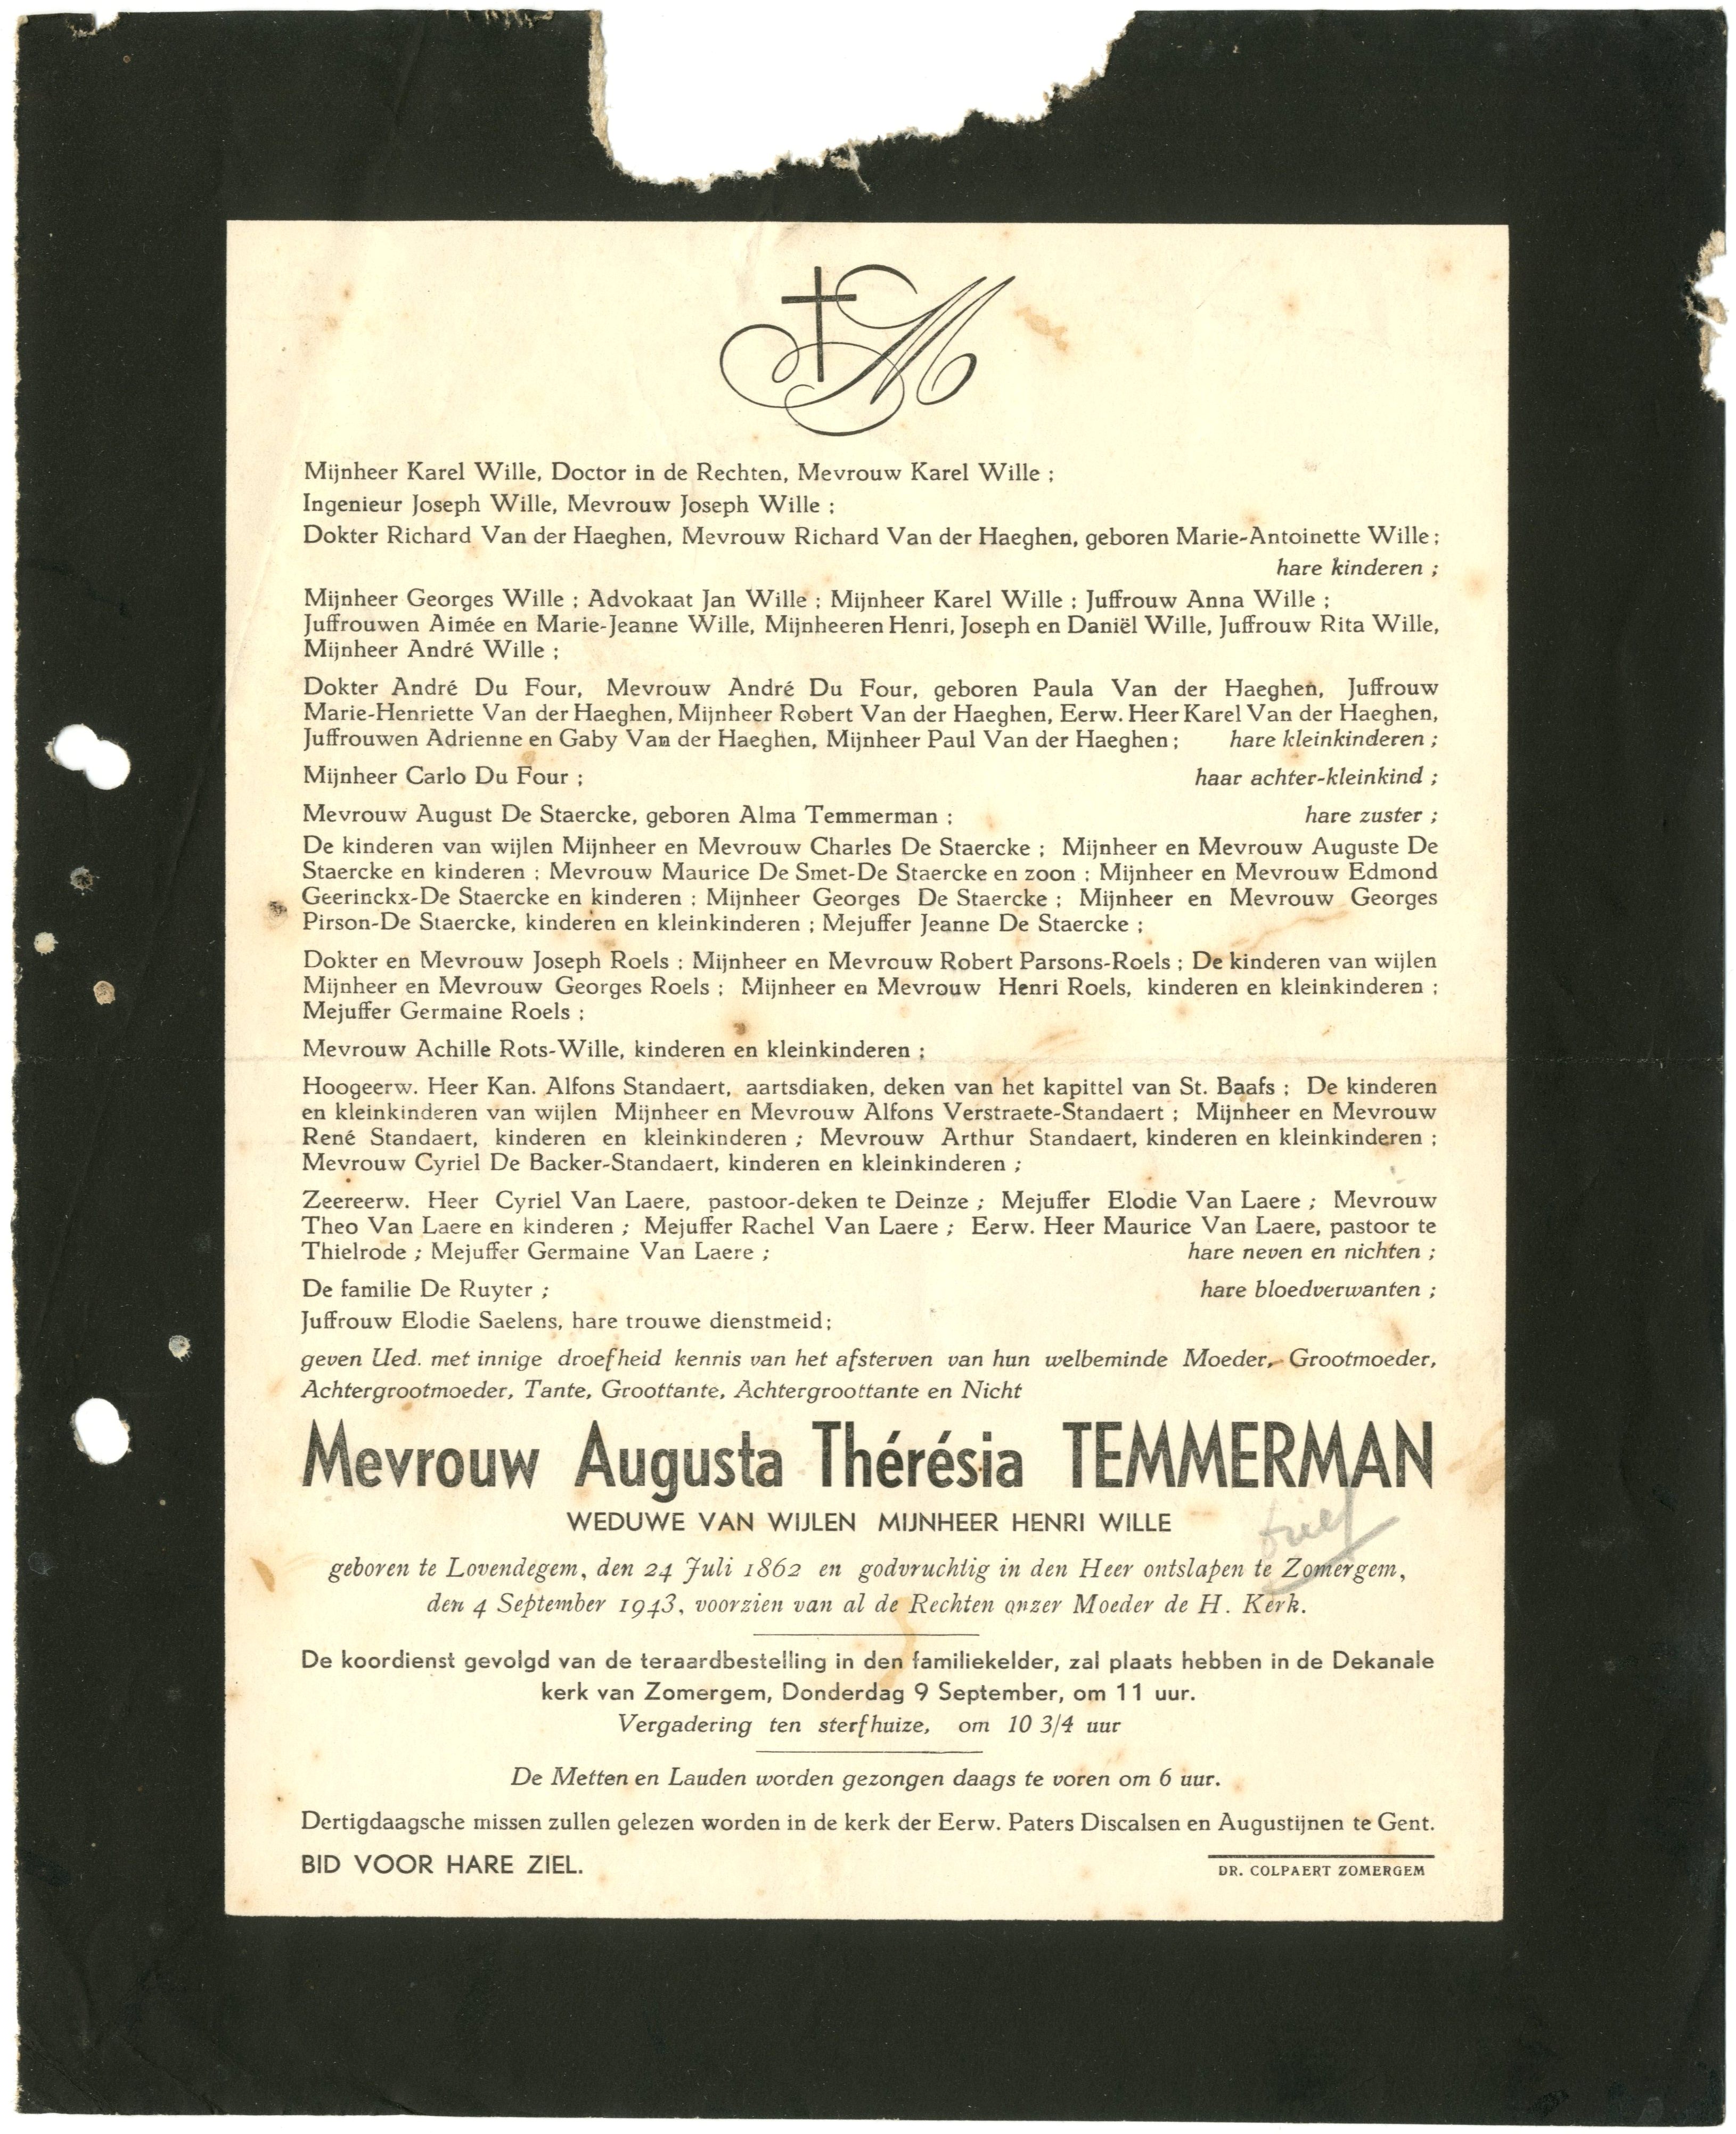 M
Mijnheer Karel Wille, Doctor in de Rechten, Mevrouw Karel Wille ;
Ingenieur Joseph Wille, Mevrouw Joseph Wille ;
Dokter Richard Van der Haeghen, Mevrouw Richard Van der Haeghen, geboren Marie-Antoinette Wille ;
hare kinderen ;
Mijnheer Georges Wille ; Advokaat Jan Wille ; Mijnheer Karel Wille ; Juffrouw Anna Wille ;
Juffrouwen Aimée en Marie-Jeanne Wille, Mijnheeren Henri, Joseph en Daniël Wille, Juffrouw Rita Wille,
Mijnheer André Wille ;
Dokter André Du Four, Mevrouw André Du Four, geboren Paula Van der Haeghen, Juffrouw
Marie-Henriette Van der Haeghen, Mijnheer Robert Van der Haeghen, Eerw. Heer Karel Van der Haeghen,
Juffrouwen Adrienne en Gaby Van der Haeghen, Mijnheer Paul Van der Haeghen ; hare kleinkinderen ;
Mijnheer Carlo Du Four ; haar achter-kleinkind ;
Mevrouw August De Staercke, geboren Alma Temmerman ; hare zuster ;
De kinderen van wijlen Mijnheer en Mevrouw Charles De Staercke ; Mijnheer en Mevrouw Auguste De
Staercke en kinderen ; Mevrouw Maurice De Smet-De Staercke en zoon ; Mijnheer en Mevrouw Edmond
Geerinckx-De Staercke en kinderen ; Mijnheer Georges De Staercke ; Mijnheer en Mevrouw Georges
Pirson-De Staercke, kinderen en kleinkinderen ; Mejuffer Jeanne De Staercke ;
Dokter en Mevrouw Joseph Roels ; Mijnheer en Mevrouw Robert Parsons-Roels ; De kinderen van wijlen
Mijnheer en Mevrouw Georges Roels ; Mijnheer en Mevrouw Henri Roels, kinderen en kleinkinderen ;
Mejuffer Germaine Roels ;
Mevrouw Achille Rots-Wille, kinderen en kleinkinderen ;
Hoogeerw. Heer Kan. Alfons Standaert, aartsdiaken, deken van het kapittel van St. Baafs ; De kinderen
en kleinkinderen van wijlen Mijnheer en Mevrouw Alfons Verstraete-Standaert ; Mijnheer en Mevrouw
René Standaert, kinderen en kleinkinderen ; Mevrouw Arthur Standaert, kinderen en kleinkinderen ;
Mevrouw Cyriel De Backer-Standaert, kinderen en kleinkinderen ;
Zeereerw. Heer Cyriel Van Laere, pastoor-deken te Deinze ; Mejuffer Elodie Van Laere ; Mevrouw
Theo Van Laere en kinderen ; Mejuffer Rachel Van Laere ; Eerw. Heer Maurice Van Laere, pastoor te
Thielrode ; Mejuffer Germaine Van Laere ; hare neven en nichten ;
De familie De Ruyter ; hare bloedverwanten ;
Juffrouw Elodie Saelens, hare trouwe dienstmeid ;
geven Ued. met innige droefheid kennis van het afsterven van hun welbeminde Moeder, Grootmoeder,
Achtergrootmoeder, Tante, Groottante, Achtergroottante en Nicht
Mevrouw Augusta Thérésia TEMMERMAN
WEDUWE VAN WIJLEN MIJNHEER HENRI WILLE
geboren te Lovendegem, den 24 Juli 1862 en godvruchtig in den Heer ontslapen te Zomergem,
den 4 September 1943, voorzien van al de Rechten onzer Moeder de H. Kerk.
De koordienst gevolgd van de teraardbestelling in den familiekelder, zal plaats hebben in de Dekanale
kerk van Zomergem, Donderdag 9 September, om 11 uur.
Vergadering ten sterfhuize, om 10 3/4 uur
De Metten en Lauden worden gezongen daags te voren om 6 uur.
Dertigdaagsche missen zullen gelezen worden in de kerk der Eerw. Paters Discalsen en Augustijnen te Gent.
BID VOOR HARE ZIEL.
DR. COLPAERT ZOMERGEM